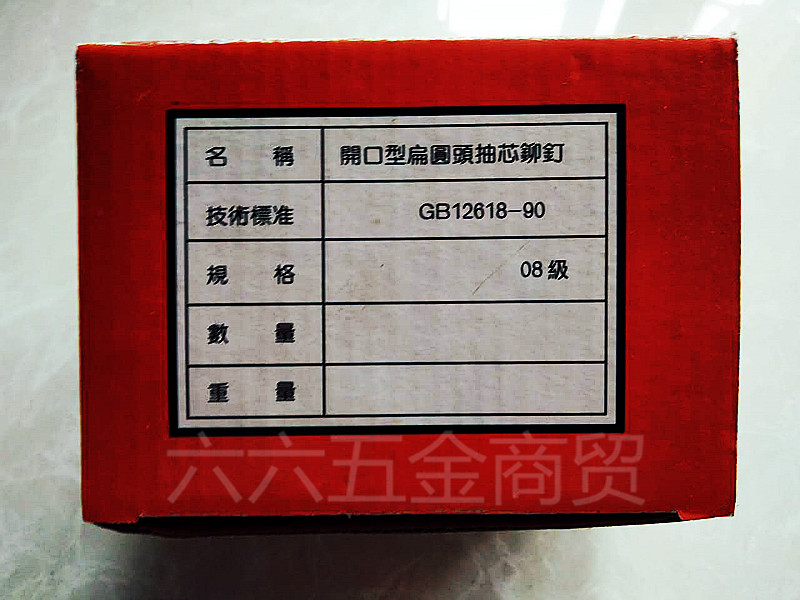 名 稱 開口型扁圓頭抽芯鉚釘
技術標准 GB12618-90
規 格 08級
數 量
重 量
六六五金商贸